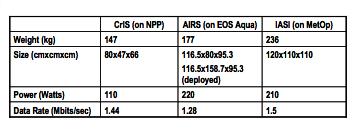 CrIS (on NPP) AIRS (on EOS Aqua) IASI (on MetOp)
Weight (kg) 147 177 236
Size (cmxcmxcm) 80x47x66 116.5x80x95.3 120x110x110
116.5x158.7x95.3
(deployed)
Power (Watts) 110 220 210
Data Rate (Mbits/sec) 1.44 1.28 1.5